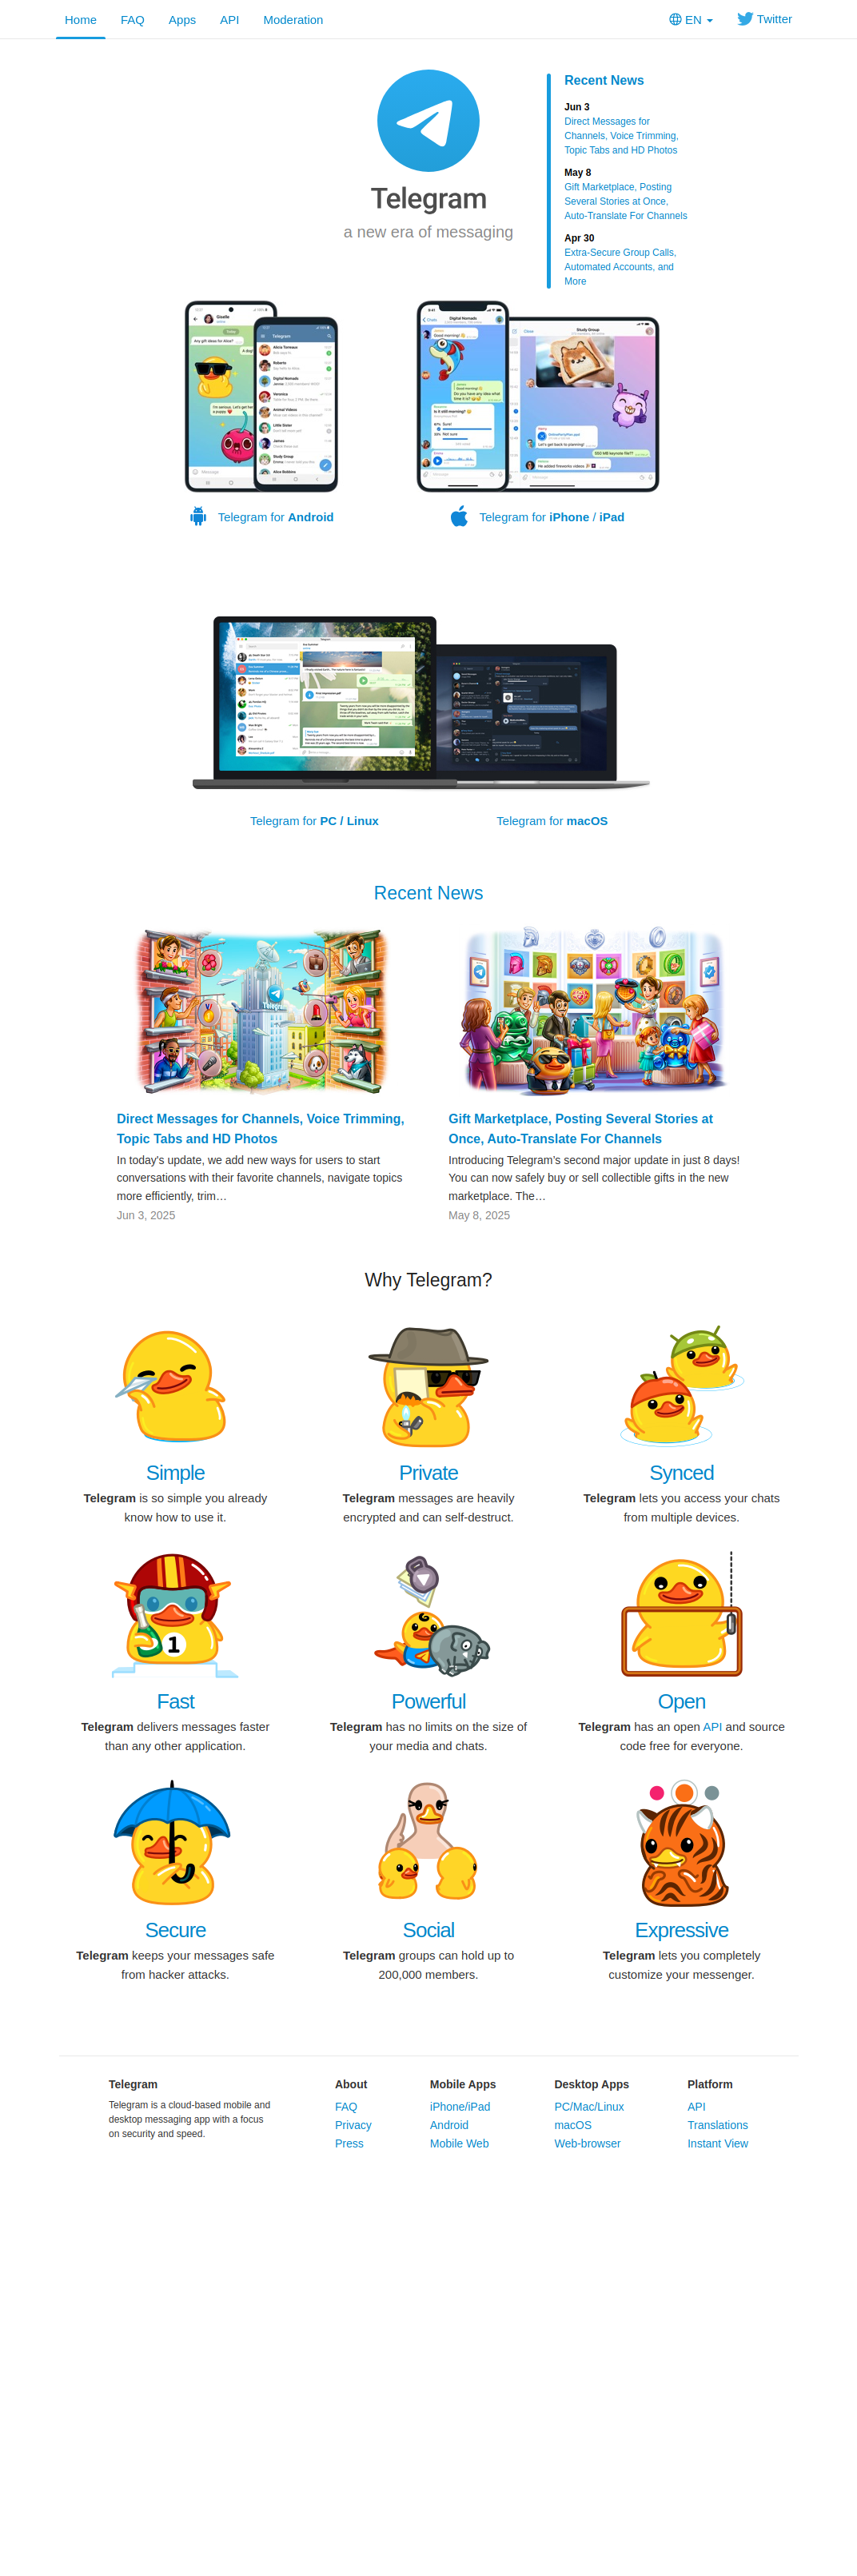 Home FAQ Apps API Moderation EN Twitter
Telegram
a new era of messaging
Recent News
Jun 3
Direct Messages for
Channels, Voice Trimming,
Topic Tabs and HD Photos
May 8
Gift Marketplace, Posting
Several Stories at Once,
Auto-Translate For Channels
Apr 30
Extra-Secure Group Calls,
Automated Accounts, and
More
Telegram for Android
Telegram for iPhone / iPad
Telegram for PC / Linux
Telegram for macOS
Recent News
Direct Messages for Channels, Voice Trimming,
Topic Tabs and HD Photos
In today's update, we add new ways for users to start
conversations with their favorite channels, navigate topics
more efficiently, trim…
Jun 3, 2025
Gift Marketplace, Posting Several Stories at
Once, Auto-Translate For Channels
Introducing Telegram's second major update in just 8 days!
You can now safely buy or sell collectible gifts in the new
marketplace. The…
May 8, 2025
Why Telegram?
Simple
Telegram is so simple you already
know how to use it.
Private
Telegram messages are heavily
encrypted and can self-destruct.
Synced
Telegram lets you access your chats
from multiple devices.
1
Fast
Telegram delivers messages faster
than any other application.
Powerful
Telegram has no limits on the size of
your media and chats.
Open
Telegram has an open API and source
code free for everyone.
Secure
Telegram keeps your messages safe
from hacker attacks.
Social
Telegram groups can hold up to
200,000 members.
Expressive
Telegram lets you completely
customize your messenger.
Telegram
Telegram is a cloud-based mobile and
desktop messaging app with a focus
on security and speed.
About
FAQ
Privacy
Press
Mobile Apps
iPhone/iPad
Android
Mobile Web
Desktop Apps
PC/Mac/Linux
macOS
Web-browser
Platform
API
Translations
Instant View